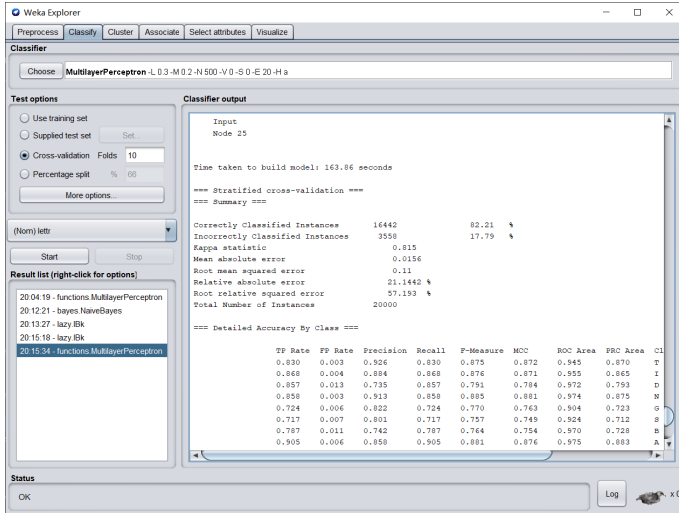 Weka Explorer
Preprocess Classify Cluster Associate Select attributes Visualize
Classifier
Choose MultilayerPerceptron -L 0.3 -M 0.2 -N 500 -V 0 -S 0 -E 20 -H a
Test options
Use training set
Supplied test set Set...
Cross-validation Folds 10
Percentage split % 66
More options...
(Nom) lettr
Start Stop
Result list (right-click for options)
20:04:19 - functions.MultilayerPerceptron
20:12:21 - bayes.NaiveBayes
20:13:27 - lazy.IBk
20:15:18 - lazy.IBk
20:15:34 - functions.MultilayerPerceptron
Classifier output
Input
Node 25
Time taken to build model: 163.86 seconds
=== Stratified cross-validation ===
=== Summary ===
Correctly Classified Instances 16442 82.21 %
Incorrectly Classified Instances 3558 17.79 %
Kappa statistic 0.815
Mean absolute error 0.0156
Root mean squared error 0.11
Relative absolute error 21.1442 %
Root relative squared error 57.193 %
Total Number of Instances 20000
=== Detailed Accuracy By Class ===
TP Rate FP Rate Precision Recall F-Measure MCC ROC Area PRC Area Cl
0.830 0.003 0.926 0.830 0.875 0.872 0.945 0.870 T
0.868 0.004 0.884 0.868 0.876 0.871 0.955 0.865 I
0.857 0.013 0.735 0.857 0.791 0.784 0.972 0.793 D
0.858 0.003 0.913 0.858 0.885 0.881 0.974 0.875 N
0.724 0.006 0.822 0.724 0.770 0.763 0.904 0.723 G
0.717 0.007 0.801 0.717 0.757 0.749 0.924 0.712 S
0.787 0.011 0.742 0.787 0.764 0.754 0.970 0.728 B
0.905 0.006 0.858 0.905 0.881 0.876 0.975 0.883 A
Status
OK
Log x 0